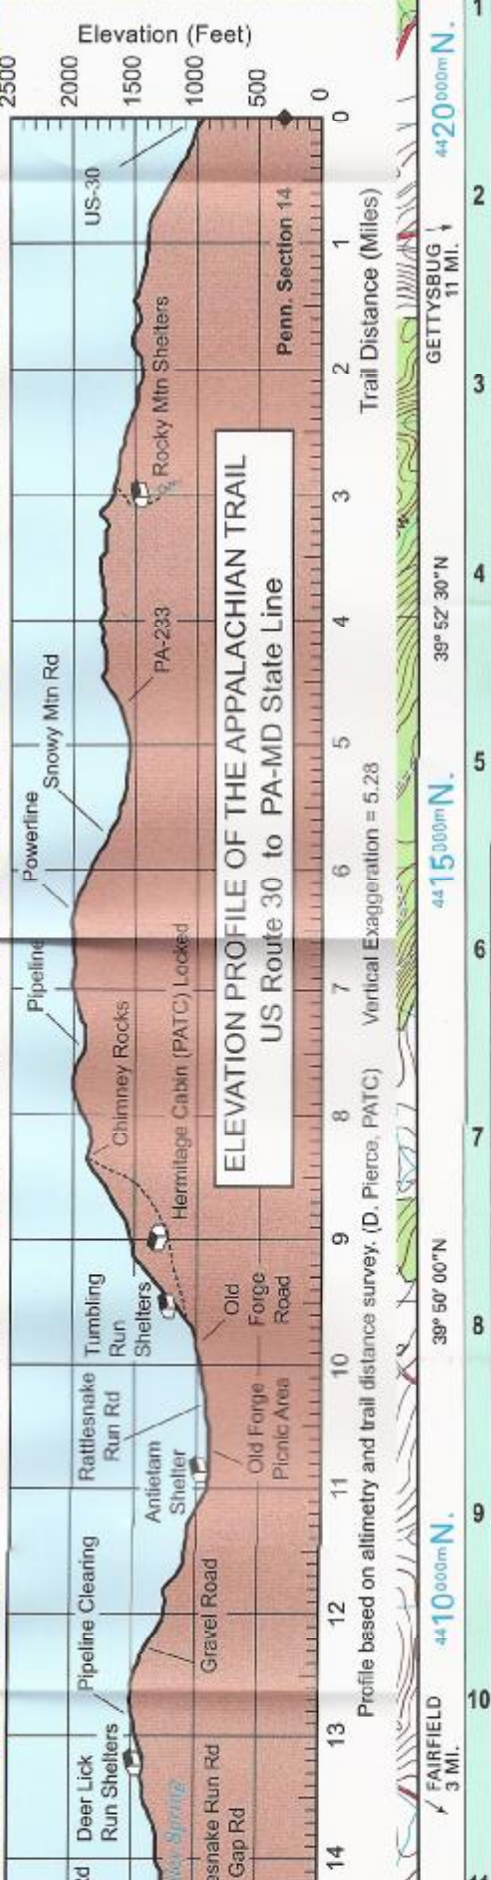 Elevation (Feet)
2500
2000
1500
1000
500
0
US-30
Rocky Mtn Shelters
PA-233
Snowy Mtn Rd
Powerline
Pipeline
Chimney Rocks
Hermitage Cabin (PATC) Locked
Tumbling
Run
Shelters
Old
Forge
Road
Rattlesnake
Run Rd
Old Forge
Picnic Area
Antietam
Shelter
Gravel Road
Pipeline Clearing
Deer Lick
Run Shelters
Spring
Run Rd
Gap Rd
Penn. Section 14
ELEVATION PROFILE OF THE APPALACHIAN TRAIL
US Route 30 to PA-MD State Line
0
1
2
3
4
5
6
7
8
9
10
11
12
13
14
Trail Distance (Miles)
Vertical Exaggeration = 5.28
Profile based on altimetry and trail distance survey. (D. Pierce, PATC)
4420000mN.
GETTYSBUG
11 MI.
39° 52' 30"N
4415000mN.
39° 50' 00"N
4410000mN.
FAIRFIELD
3 MI.
1
2
3
4
5
6
7
8
9
10